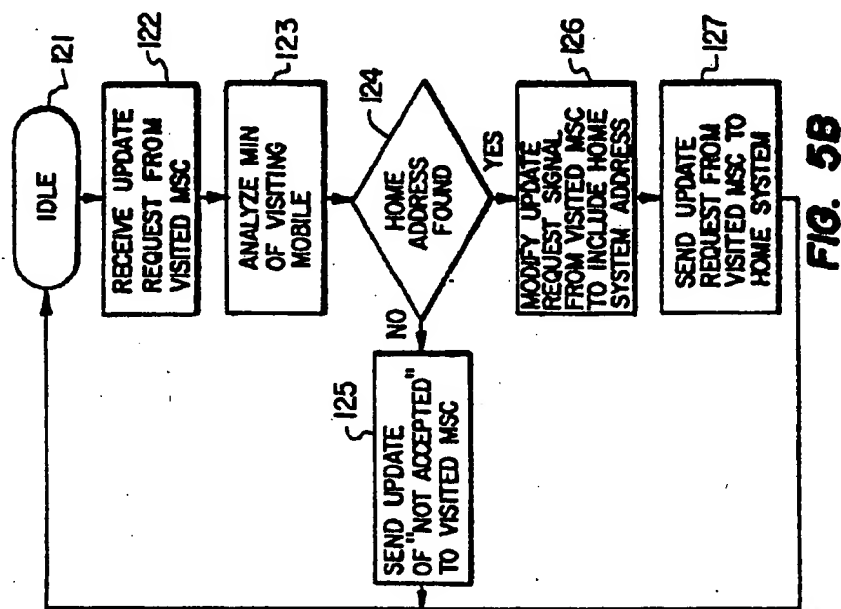 IDLE
121
RECEIVE UPDATE
REQUEST FROM
VISITED MSC
122
ANALYZE MIN
OF VISITING
MOBILE
123
HOME
ADDRESS
FOUND
124
NO
YES
SEND UPDATE
OF "NOT ACCEPTED"
TO VISITED MSC
125
MODIFY UPDATE
REQUEST SIGNAL
FROM VISITED MSC
TO INCLUDE HOME
SYSTEM ADDRESS
126
SEND UPDATE
REQUEST FROM
VISITED MSC TO
HOME SYSTEM
127
FIG. 5B